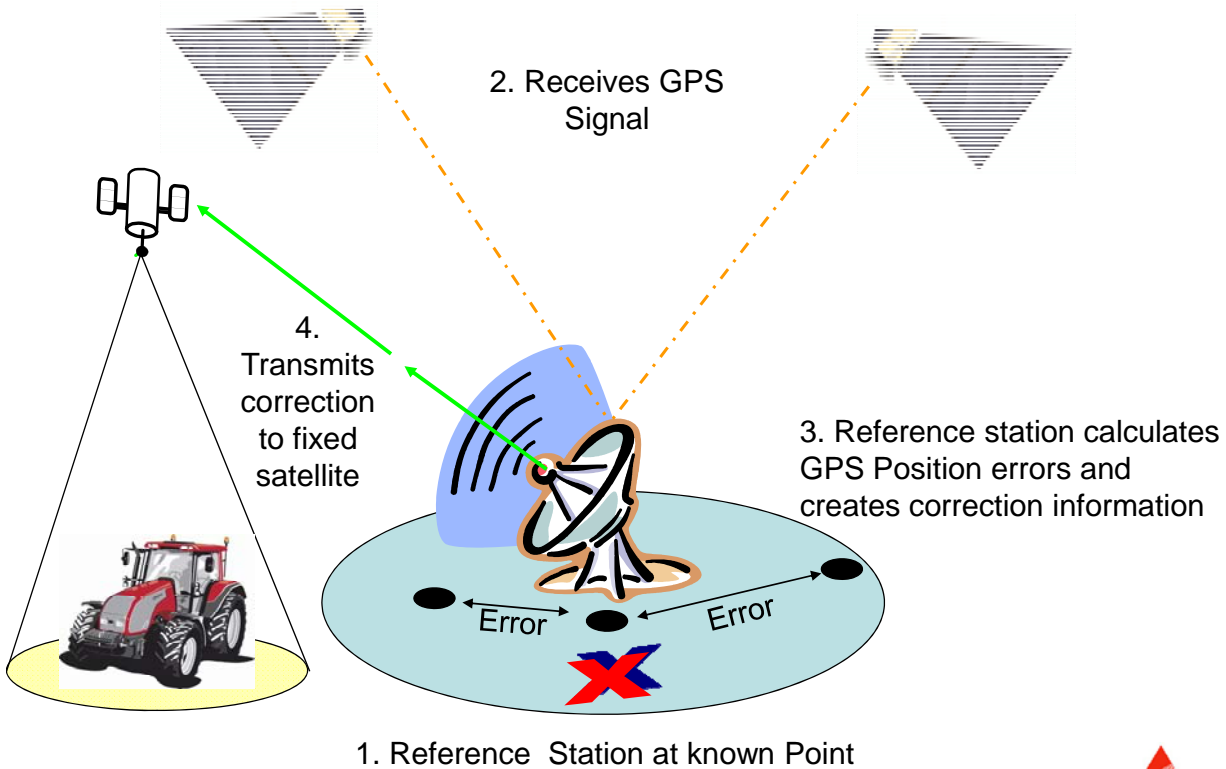 2. Receives GPS
Signal
4.
Transmits
correction
to fixed
satellite
3. Reference station calculates
GPS Position errors and
creates correction information
Error
Error
1. Reference Station at known Point